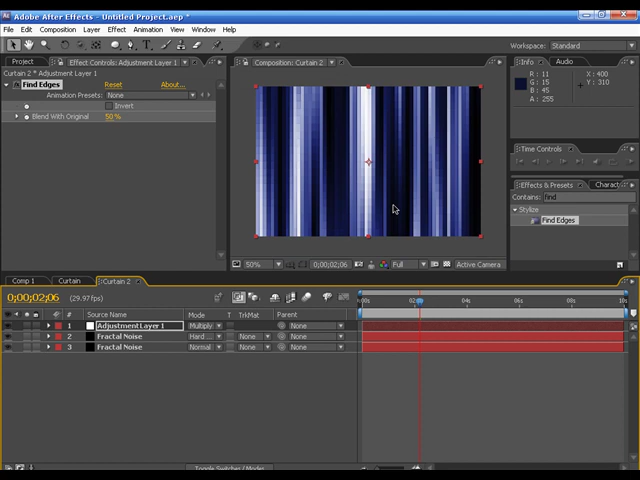 Adobe After Effects - Untitled Project.aep *
File Edit Composition Layer Effect Animation View Window Help
Workspace: Standard
Project Effect Controls: Adjustment Layer 1
Composition: Curtain 2
Info Audio
Curtain 2 * Adjustment Layer 1
Find Edges Reset About...
Animation Presets: None
Invert
Blend With Original 50 %
R : 11
G : 15
B : 45
A : 255
X : 400
Y : 310
Time Controls
Effects & Presets Charact
Contains: find
Stylize
Find Edges
50% 0;00;02;06 Full Active Camera
Comp 1 Curtain Curtain 2
0;00;02;06 (29.97fps)
:00s 02s 04s 06s 08s 10s
# Source Name Mode T TrkMat Parent
1 AdjustmentLayer 1 Multiply None
2 Fractal Noise Hard ... None None
3 Fractal Noise Normal None None
Toggle Switches / Modes